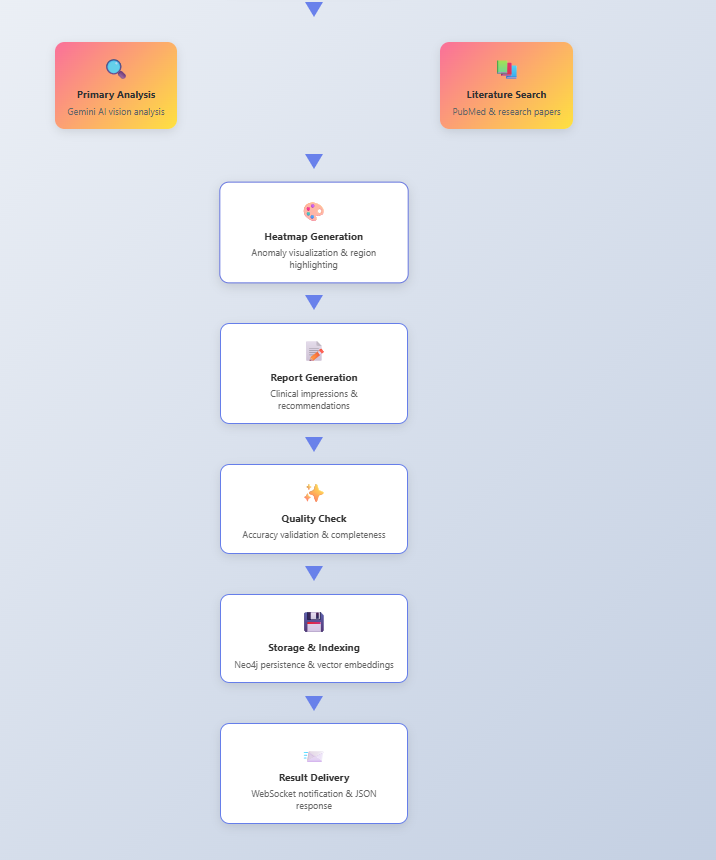 Primary Analysis
Gemini AI vision analysis
Literature Search
PubMed & research papers
Heatmap Generation
Anomaly visualization & region
highlighting
Report Generation
Clinical impressions &
recommendations
Quality Check
Accuracy validation & completeness
Storage & Indexing
Neo4j persistence & vector embeddings
Result Delivery
WebSocket notification & JSON
response